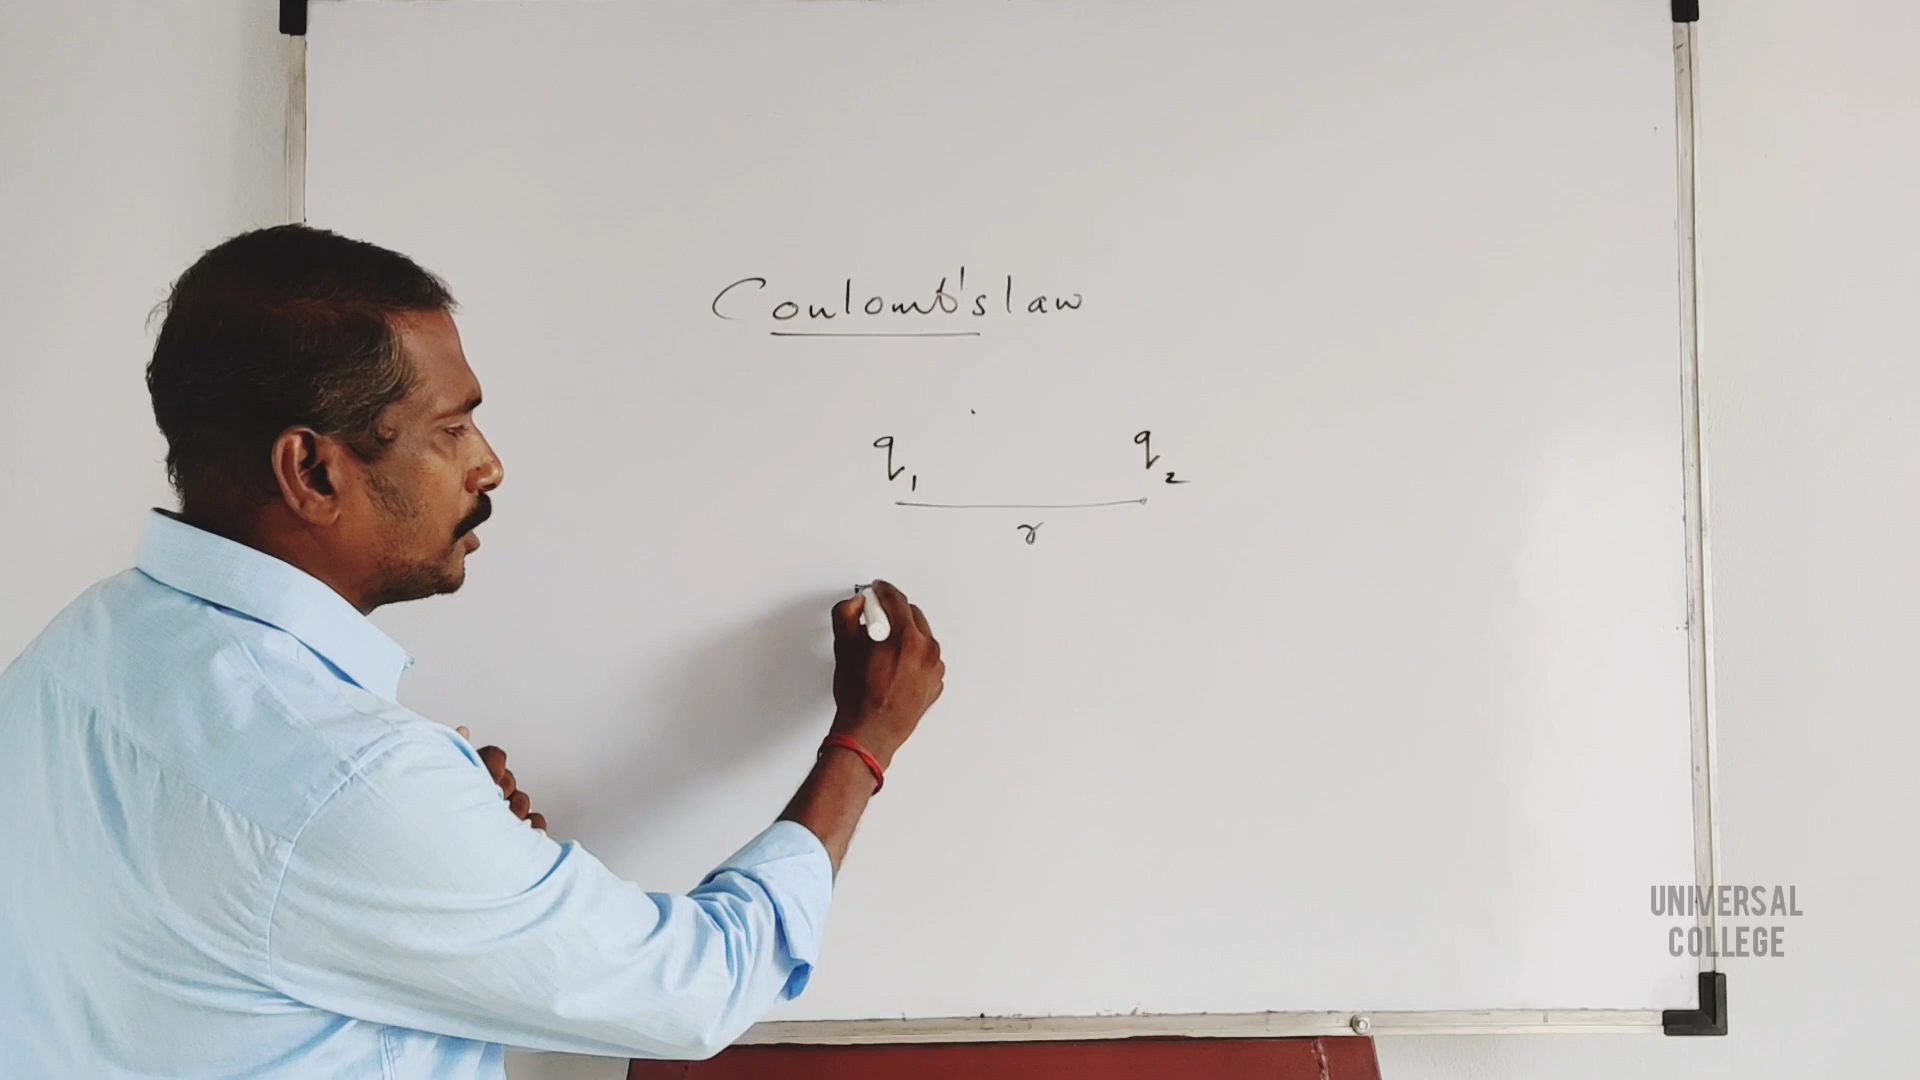 Coulomb's law
q₁ q₂
r
UNIVERSAL
COLLEGE